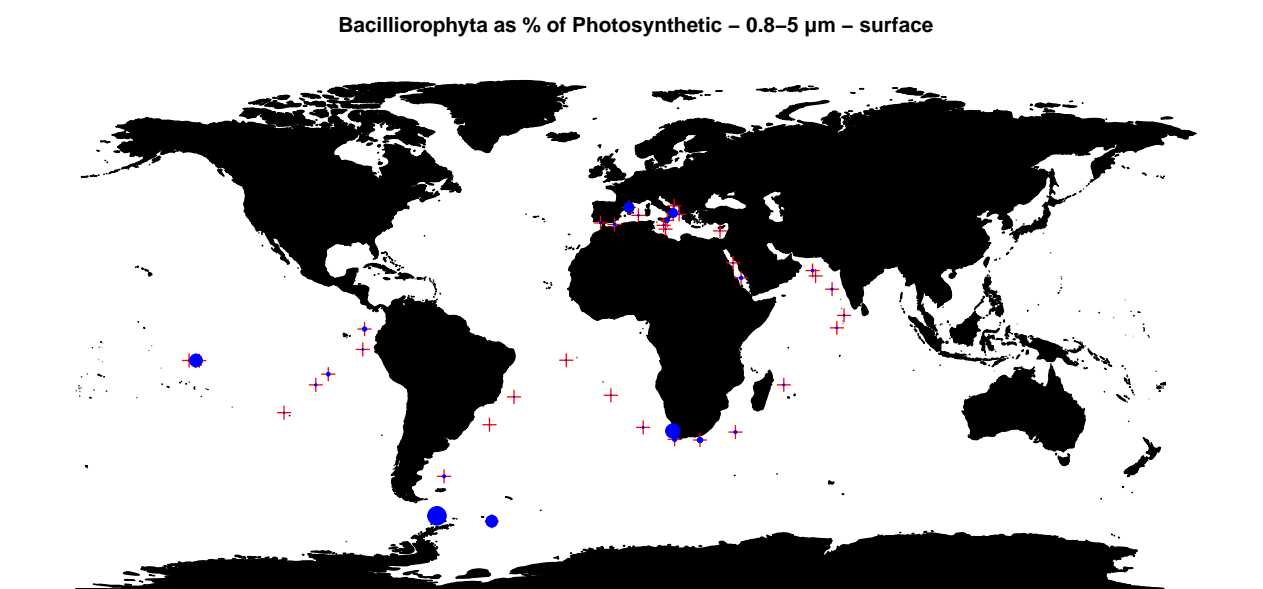 Bacilliorophyta as % of Photosynthetic – 0.8–5 µm – surface